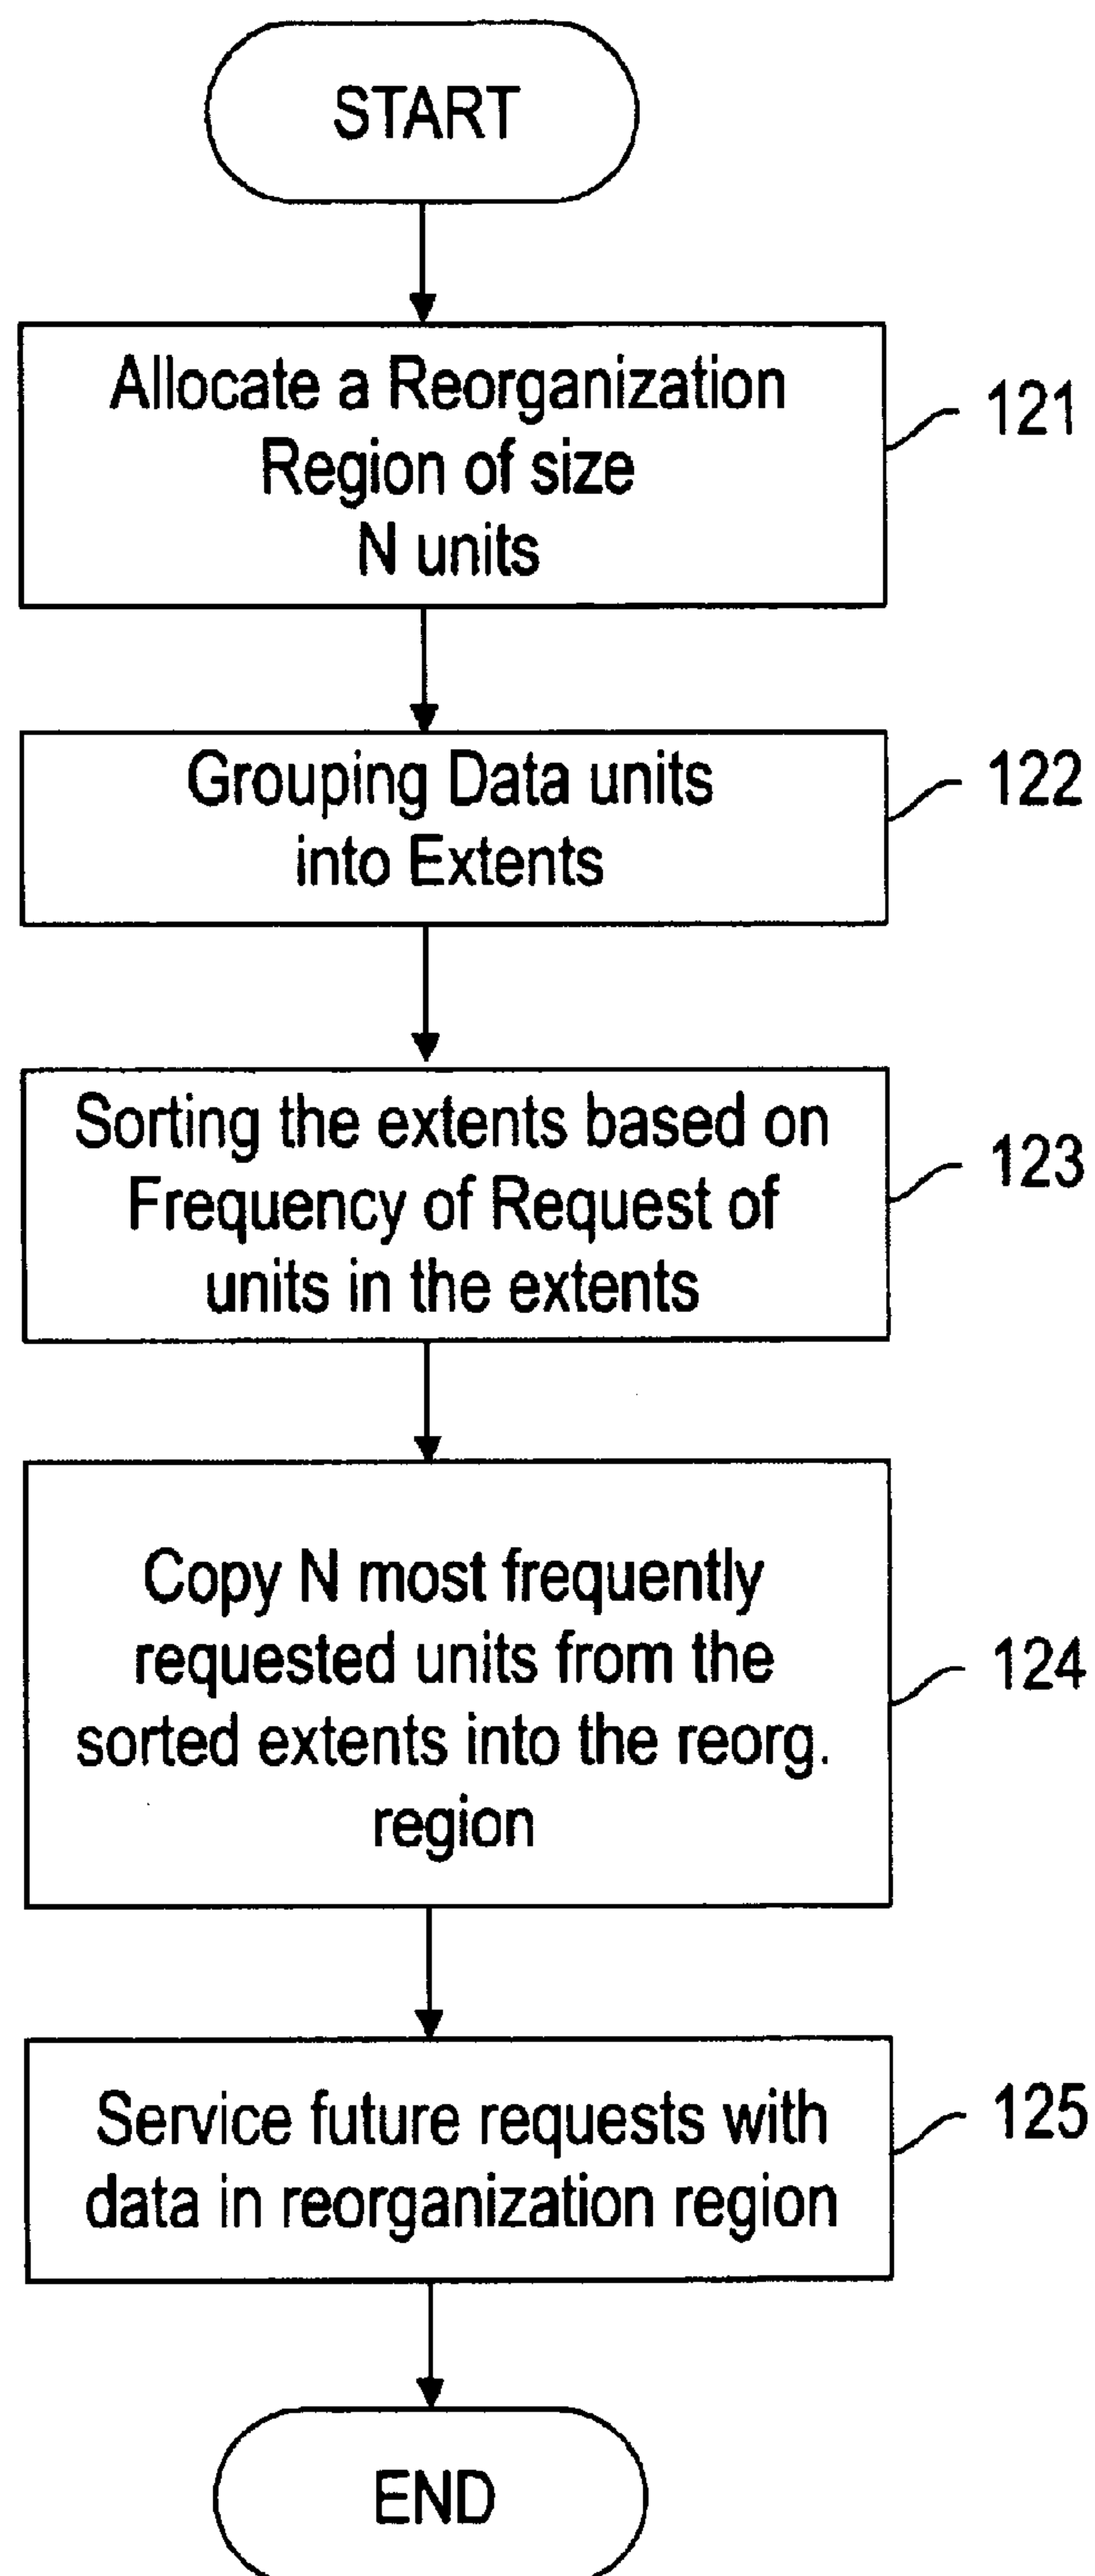 START
Allocate a Reorganization
Region of size
N units
121
Grouping Data units
into Extents
122
Sorting the extents based on
Frequency of Request of
units in the extents
123
Copy N most frequently
requested units from the
sorted extents into the reorg.
region
124
Service future requests with
data in reorganization region
125
END